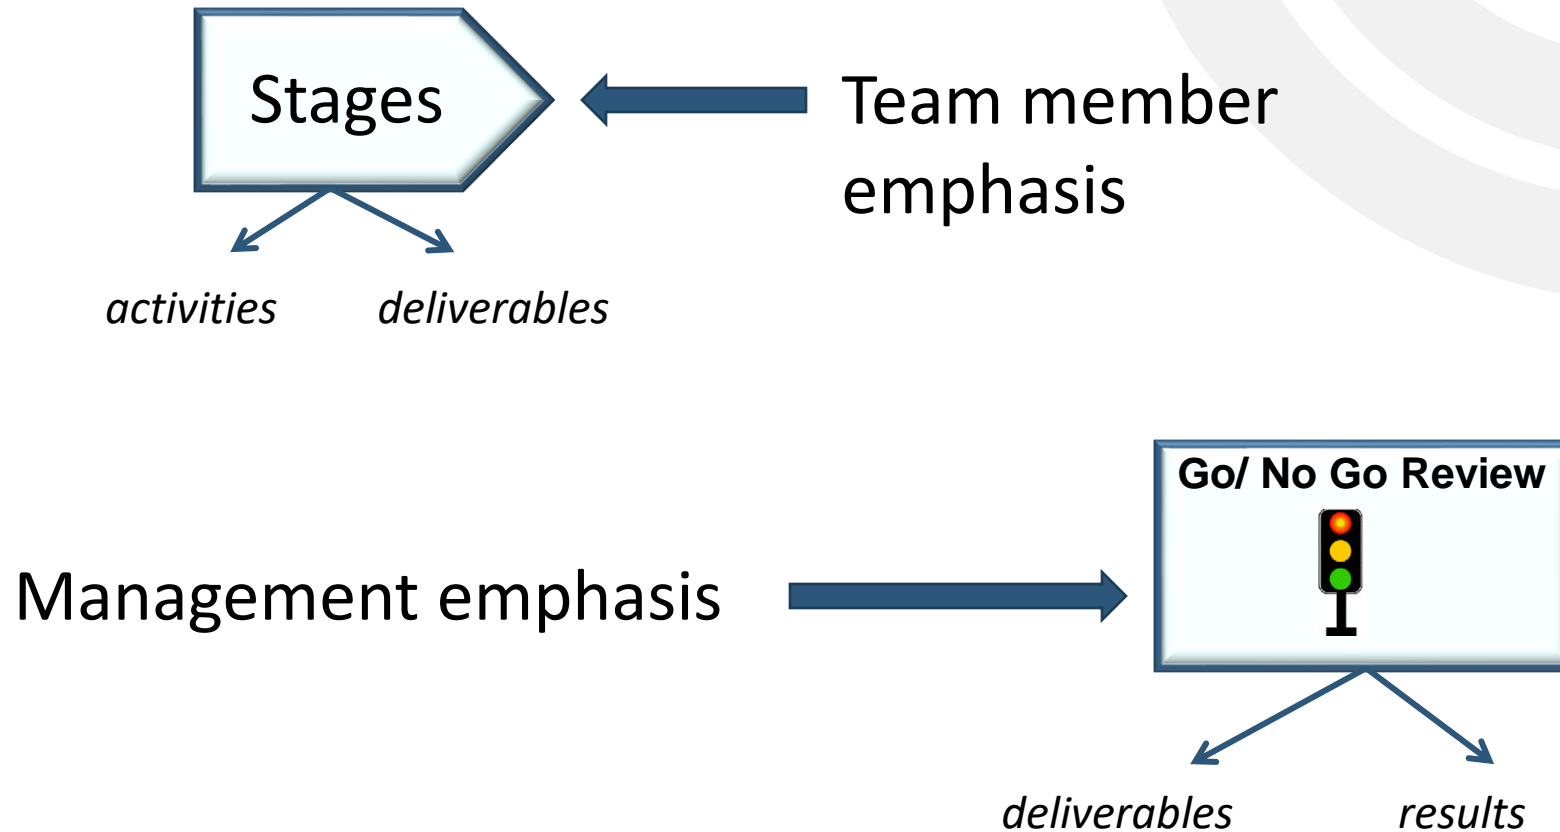 Stages
Team member
emphasis
activities
deliverables
Go/ No Go Review
Management emphasis
deliverables
results